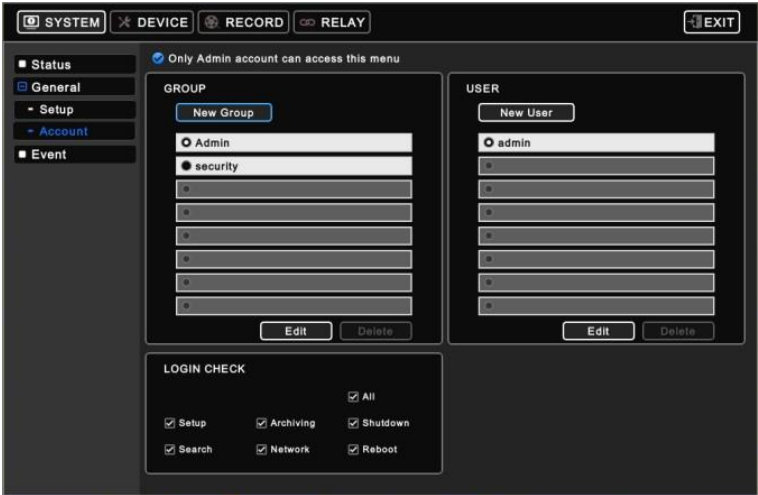 SYSTEM DEVICE RECORD RELAY EXIT
Status
General
- Setup
- Account
Event
Only Admin account can access this menu
GROUP
New Group
Admin
security
Edit Delete
USER
New User
admin
Edit Delete
LOGIN CHECK
All
Setup Archiving Shutdown
Search Network Reboot